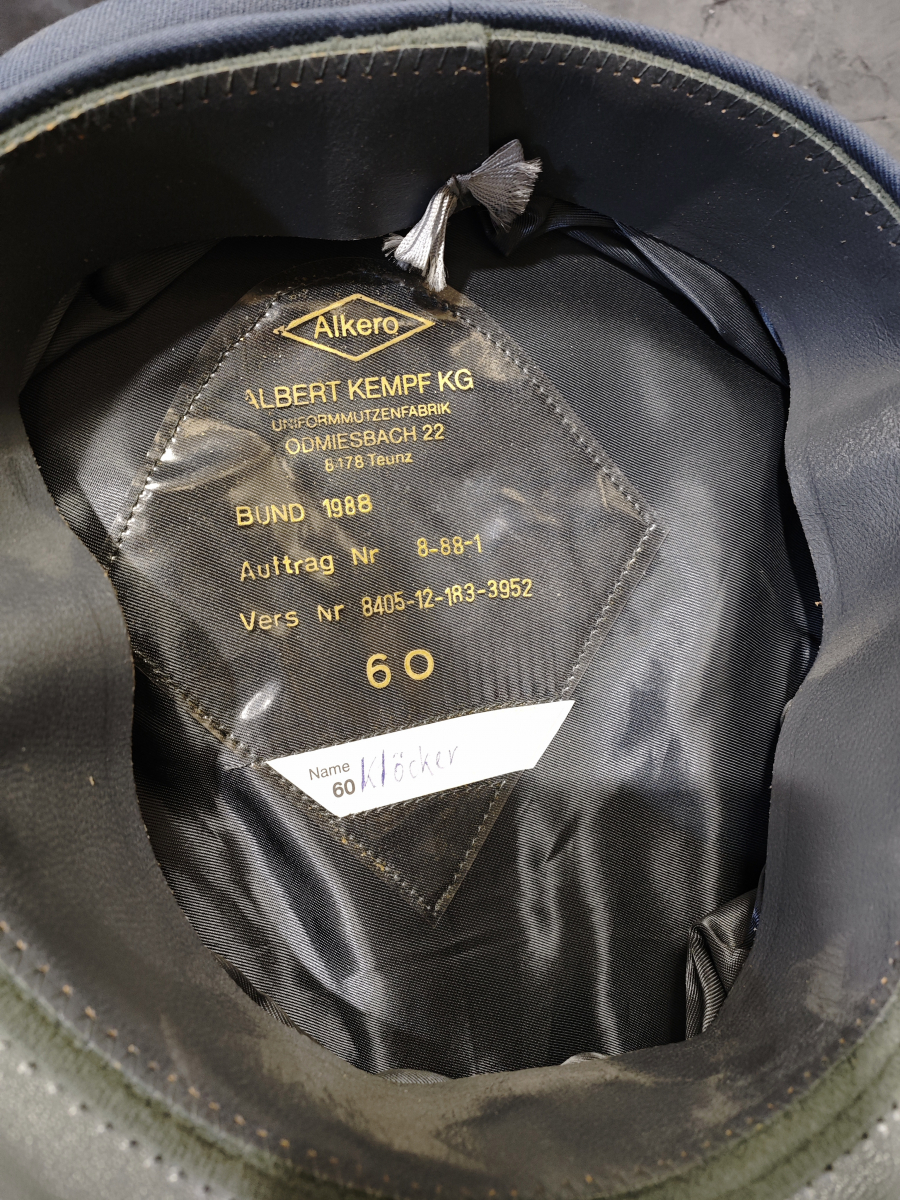 Alkero
ALBERT KEMPF KG
UNIFORMMUTZENFABRIK
ODMIESBACH 22
8478 Teunz
BUND 1988
Auftrag Nr 8-88-1
Vers Nr 8405-12-183-3952
60
Name Klöcker
60